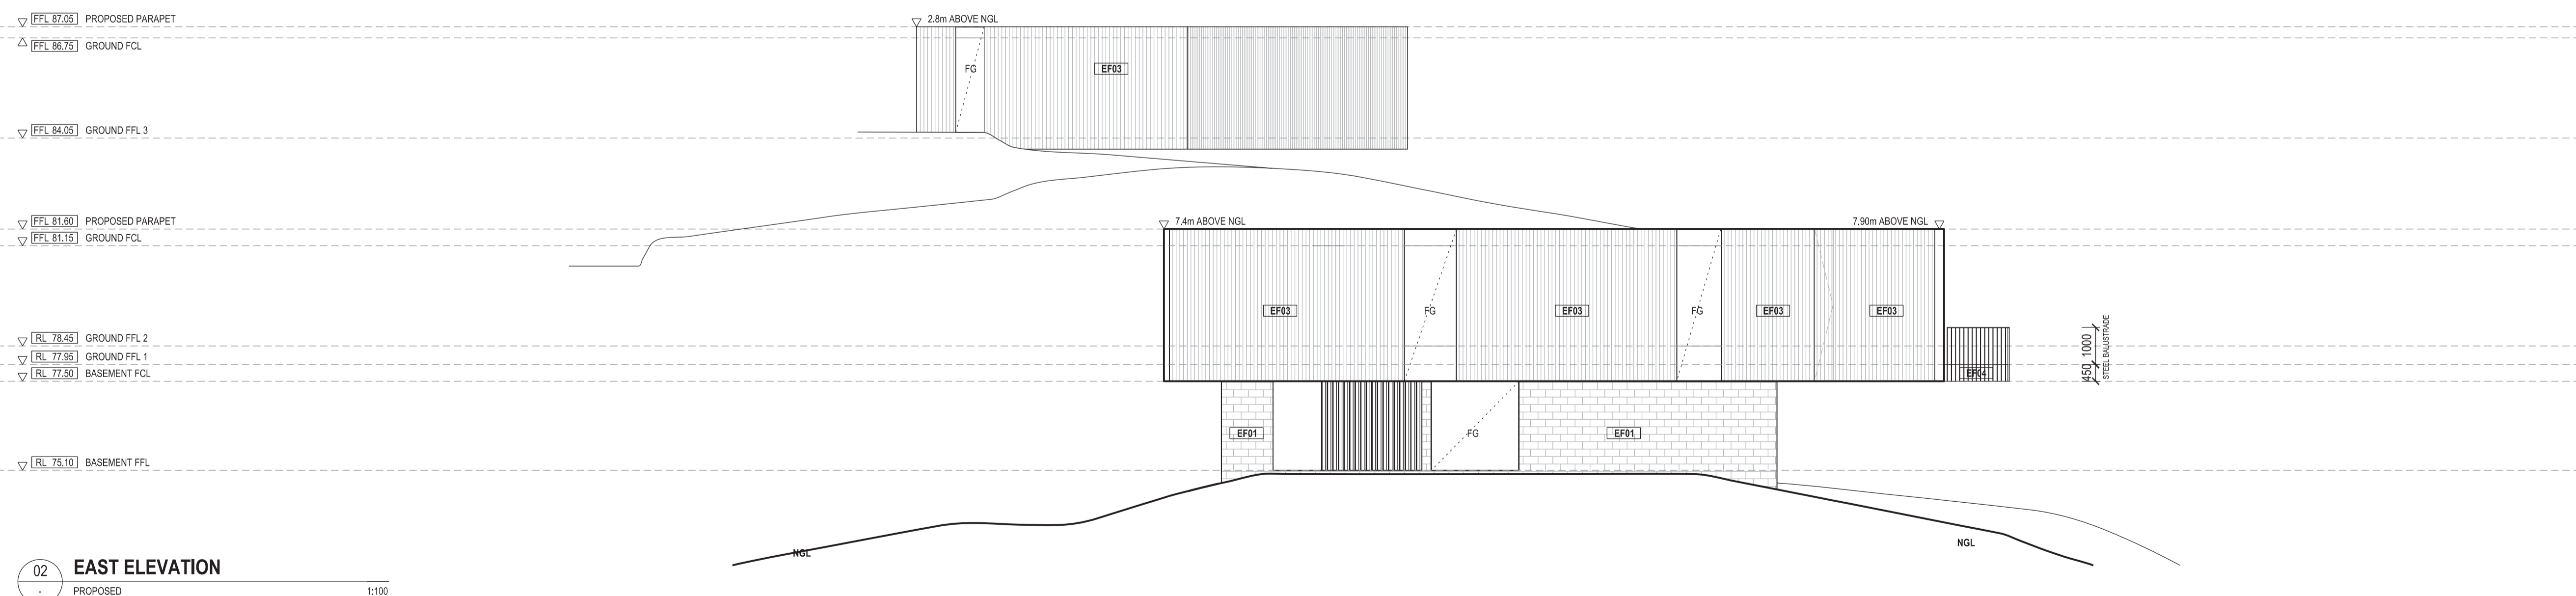 FFL 87.05 PROPOSED PARAPET
2.8m ABOVE NGL
FFL 86.75 GROUND FCL
FG
EF03
FFL 84.05 GROUND FFL 3
FFL 81.60 PROPOSED PARAPET
7.4m ABOVE NGL
7.90m ABOVE NGL
FFL 81.15 GROUND FCL
EF03
FG
EF03
FG
EF03
EF03
RL 78.45 GROUND FFL 2
RL 77.95 GROUND FFL 1
RL 77.50 BASEMENT FCL
EF04
450 1000
STEEL BALUSTRADE
EF01
FG
EF01
RL 75.10 BASEMENT FFL
NGL
NGL
02
EAST ELEVATION
-
PROPOSED
1:100